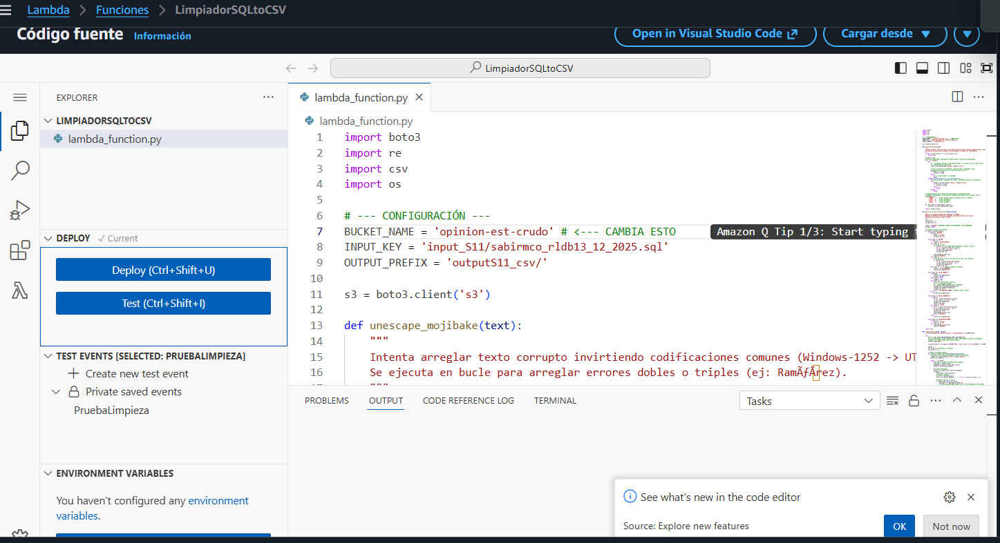 Lambda > Funciones > LimpiadorSQLtoCSV
Código fuente Información
Open in Visual Studio Code
Cargar desde
LimpiadorSQLtoCSV
EXPLORER
LIMPIADORSQLTOCSV
lambda_function.py
DEPLOY ✓ Current
Deploy (Ctrl+Shift+U)
Test (Ctrl+Shift+I)
TEST EVENTS [SELECTED: PRUEBALIMPIEZA]
Create new test event
Private saved events
PruebaLimpieza
ENVIRONMENT VARIABLES
You haven't configured any environment
variables.
lambda_function.py
lambda_function.py
1 import boto3
2 import re
3 import csv
4 import os
5
6 # --- CONFIGURACIÓN ---
7 BUCKET_NAME = 'opinion-est-crudo' # <--- CAMBIA ESTO
Amazon Q Tip 1/3: Start typing
8 INPUT_KEY = 'input_S11/sabirmco_rldb13_12_2025.sql'
9 OUTPUT_PREFIX = 'outputS11_csv/'
10
11 s3 = boto3.client('s3')
12
13 def unescape_mojibake(text):
14 """
15 Intenta arreglar texto corrupto invirtiendo codificaciones comunes (Windows-1252 -> UT
16 Se ejecuta en bucle para arreglar errores dobles o triples (ej: RamÃƒÂrez).
PROBLEMS
OUTPUT
CODE REFERENCE LOG
TERMINAL
Tasks
See what's new in the code editor
Source: Explore new features
OK
Not now